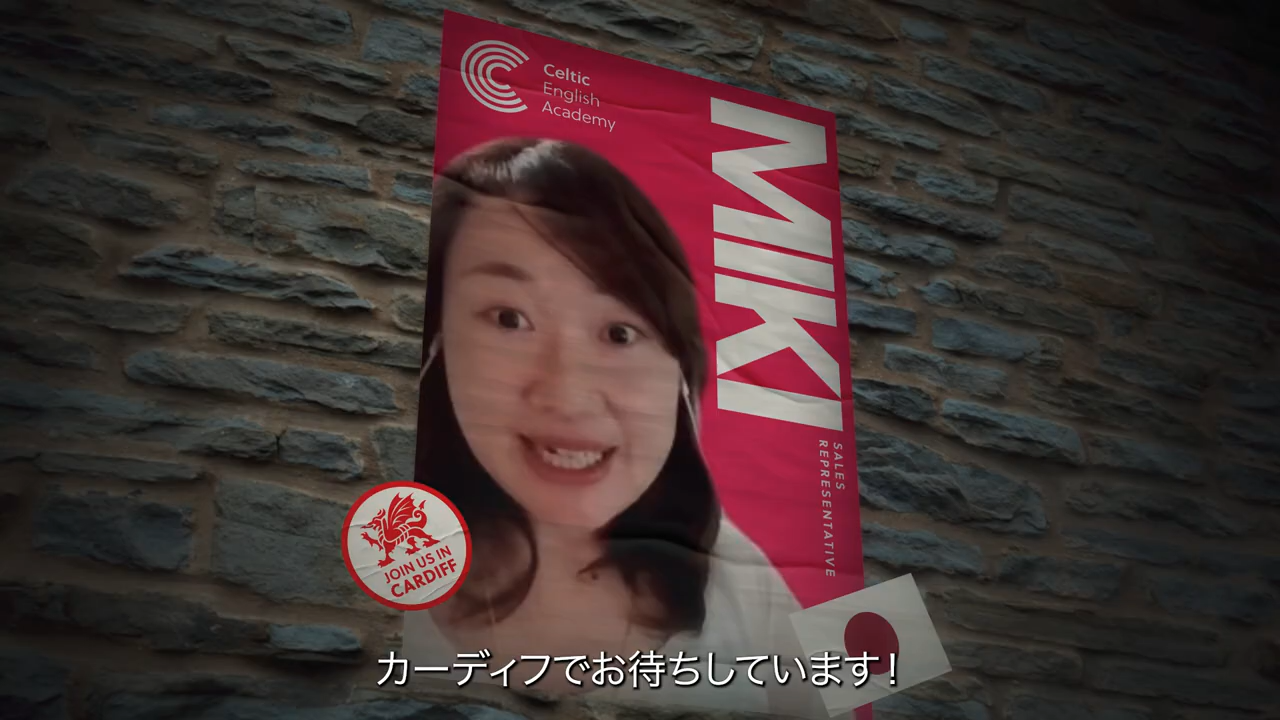 Celtic
English
Academy
MIKI
SALES
REPRESENTATIVE
JOIN US IN
CARDIFF
カーディフでお待ちしています!